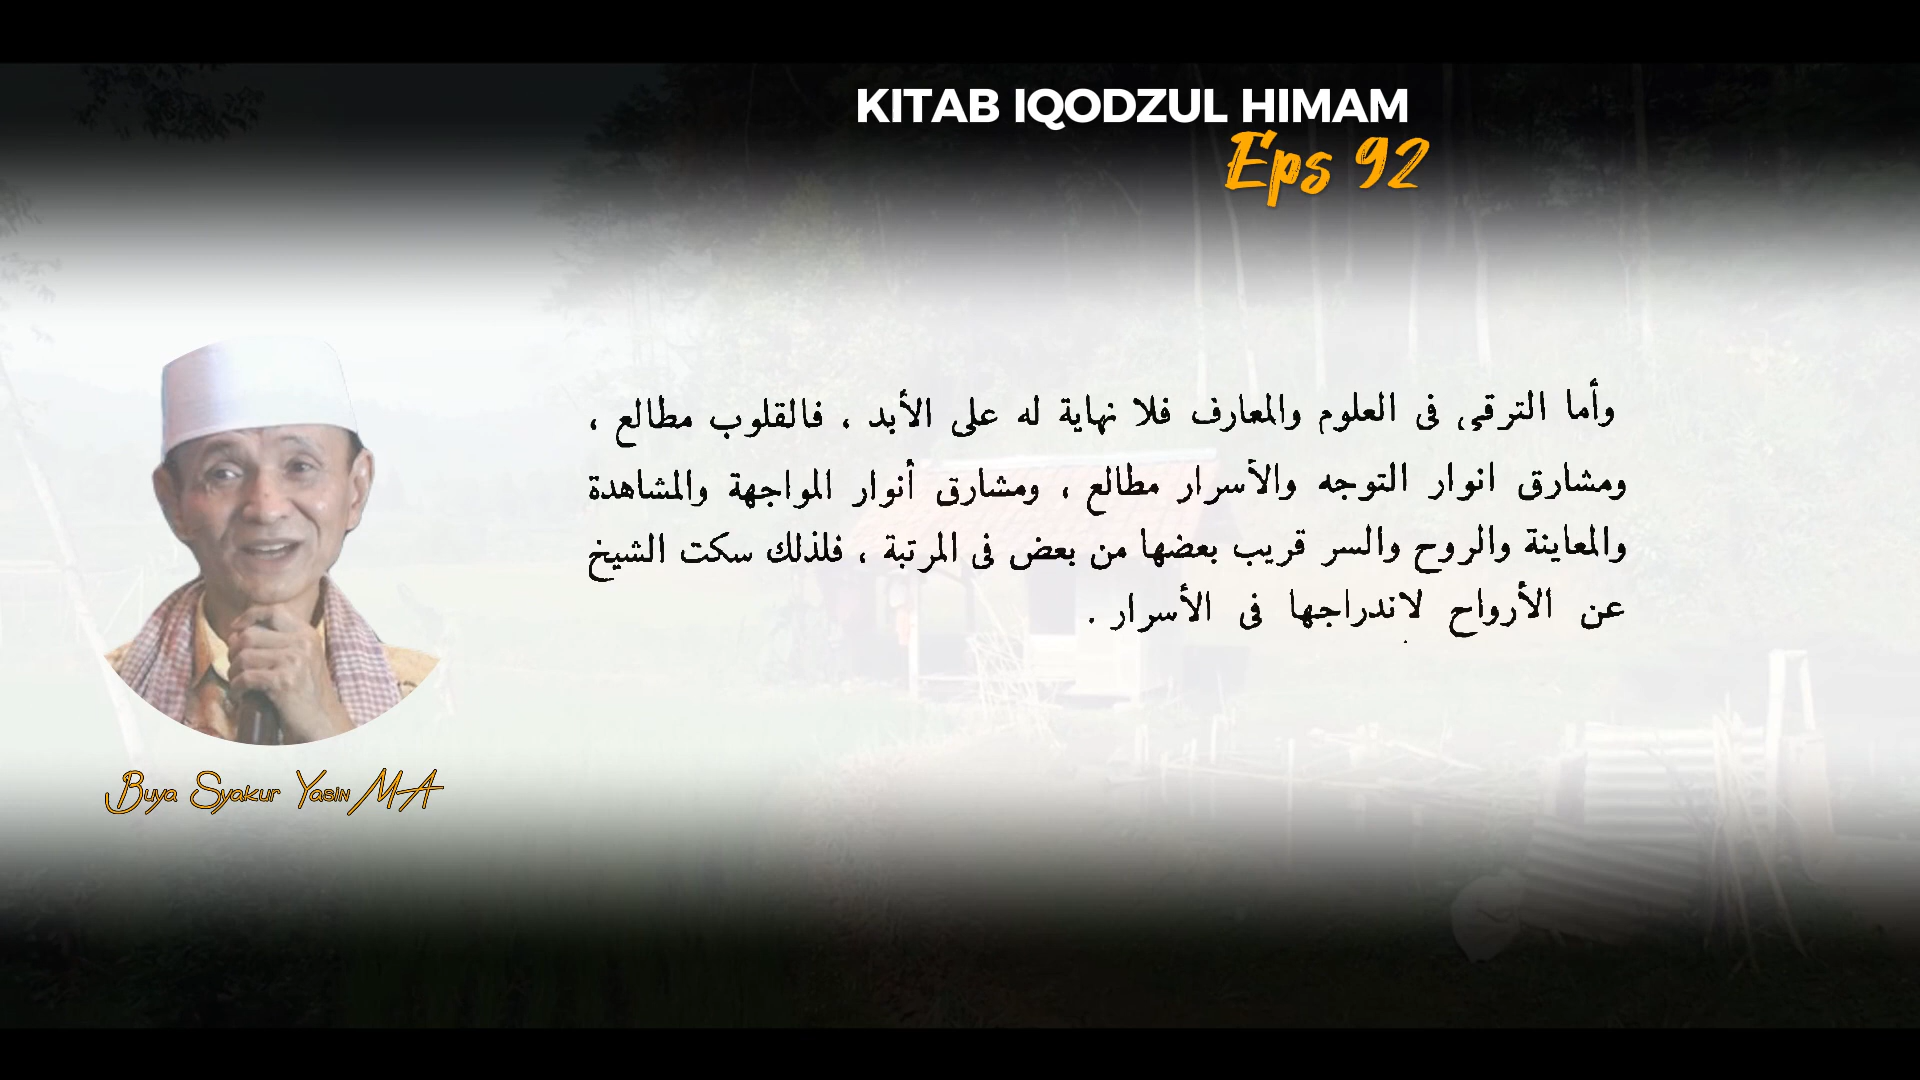 KITAB IQODZUL HIMAM
Eps 92
وأما الترقى فى العلوم والمعارف فلا نهاية له على الأبد ، فالقلوب مطالع ،
ومشارق انوار التوجه والأسرار مطالع ، ومشارق أنوار المواجهة والمشاهدة
والمعاينة والروح والسر قريب بعضها من بعض فى المرتبة ، فلذلك سكت الشيخ
عن الأرواح لاندراجها فى الأسرار .
Buya Syakur Yasin MA